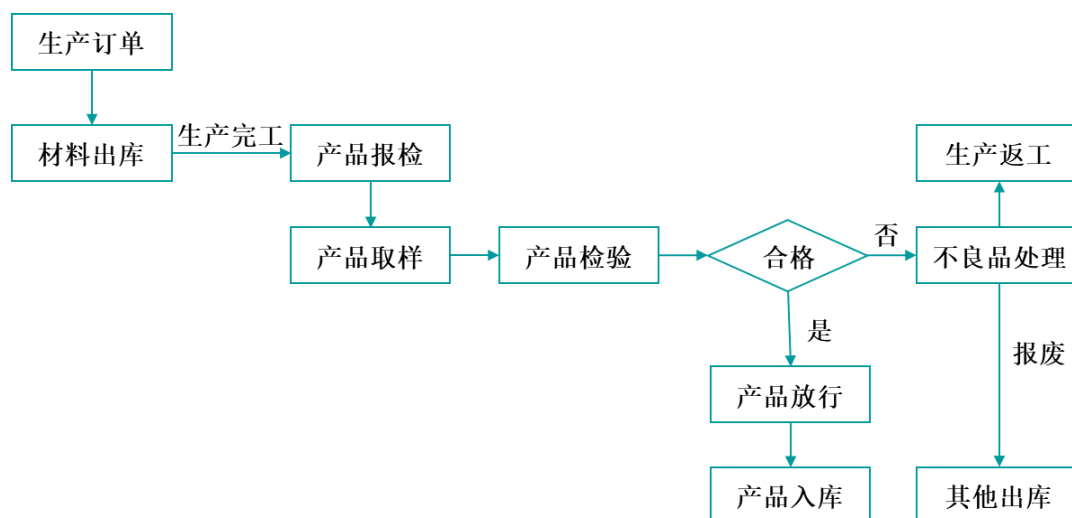 生产订单
材料出库
生产完工
产品报检
产品取样
产品检验
合格
否
不良品处理
生产返工
是
报废
产品放行
产品入库
其他出库